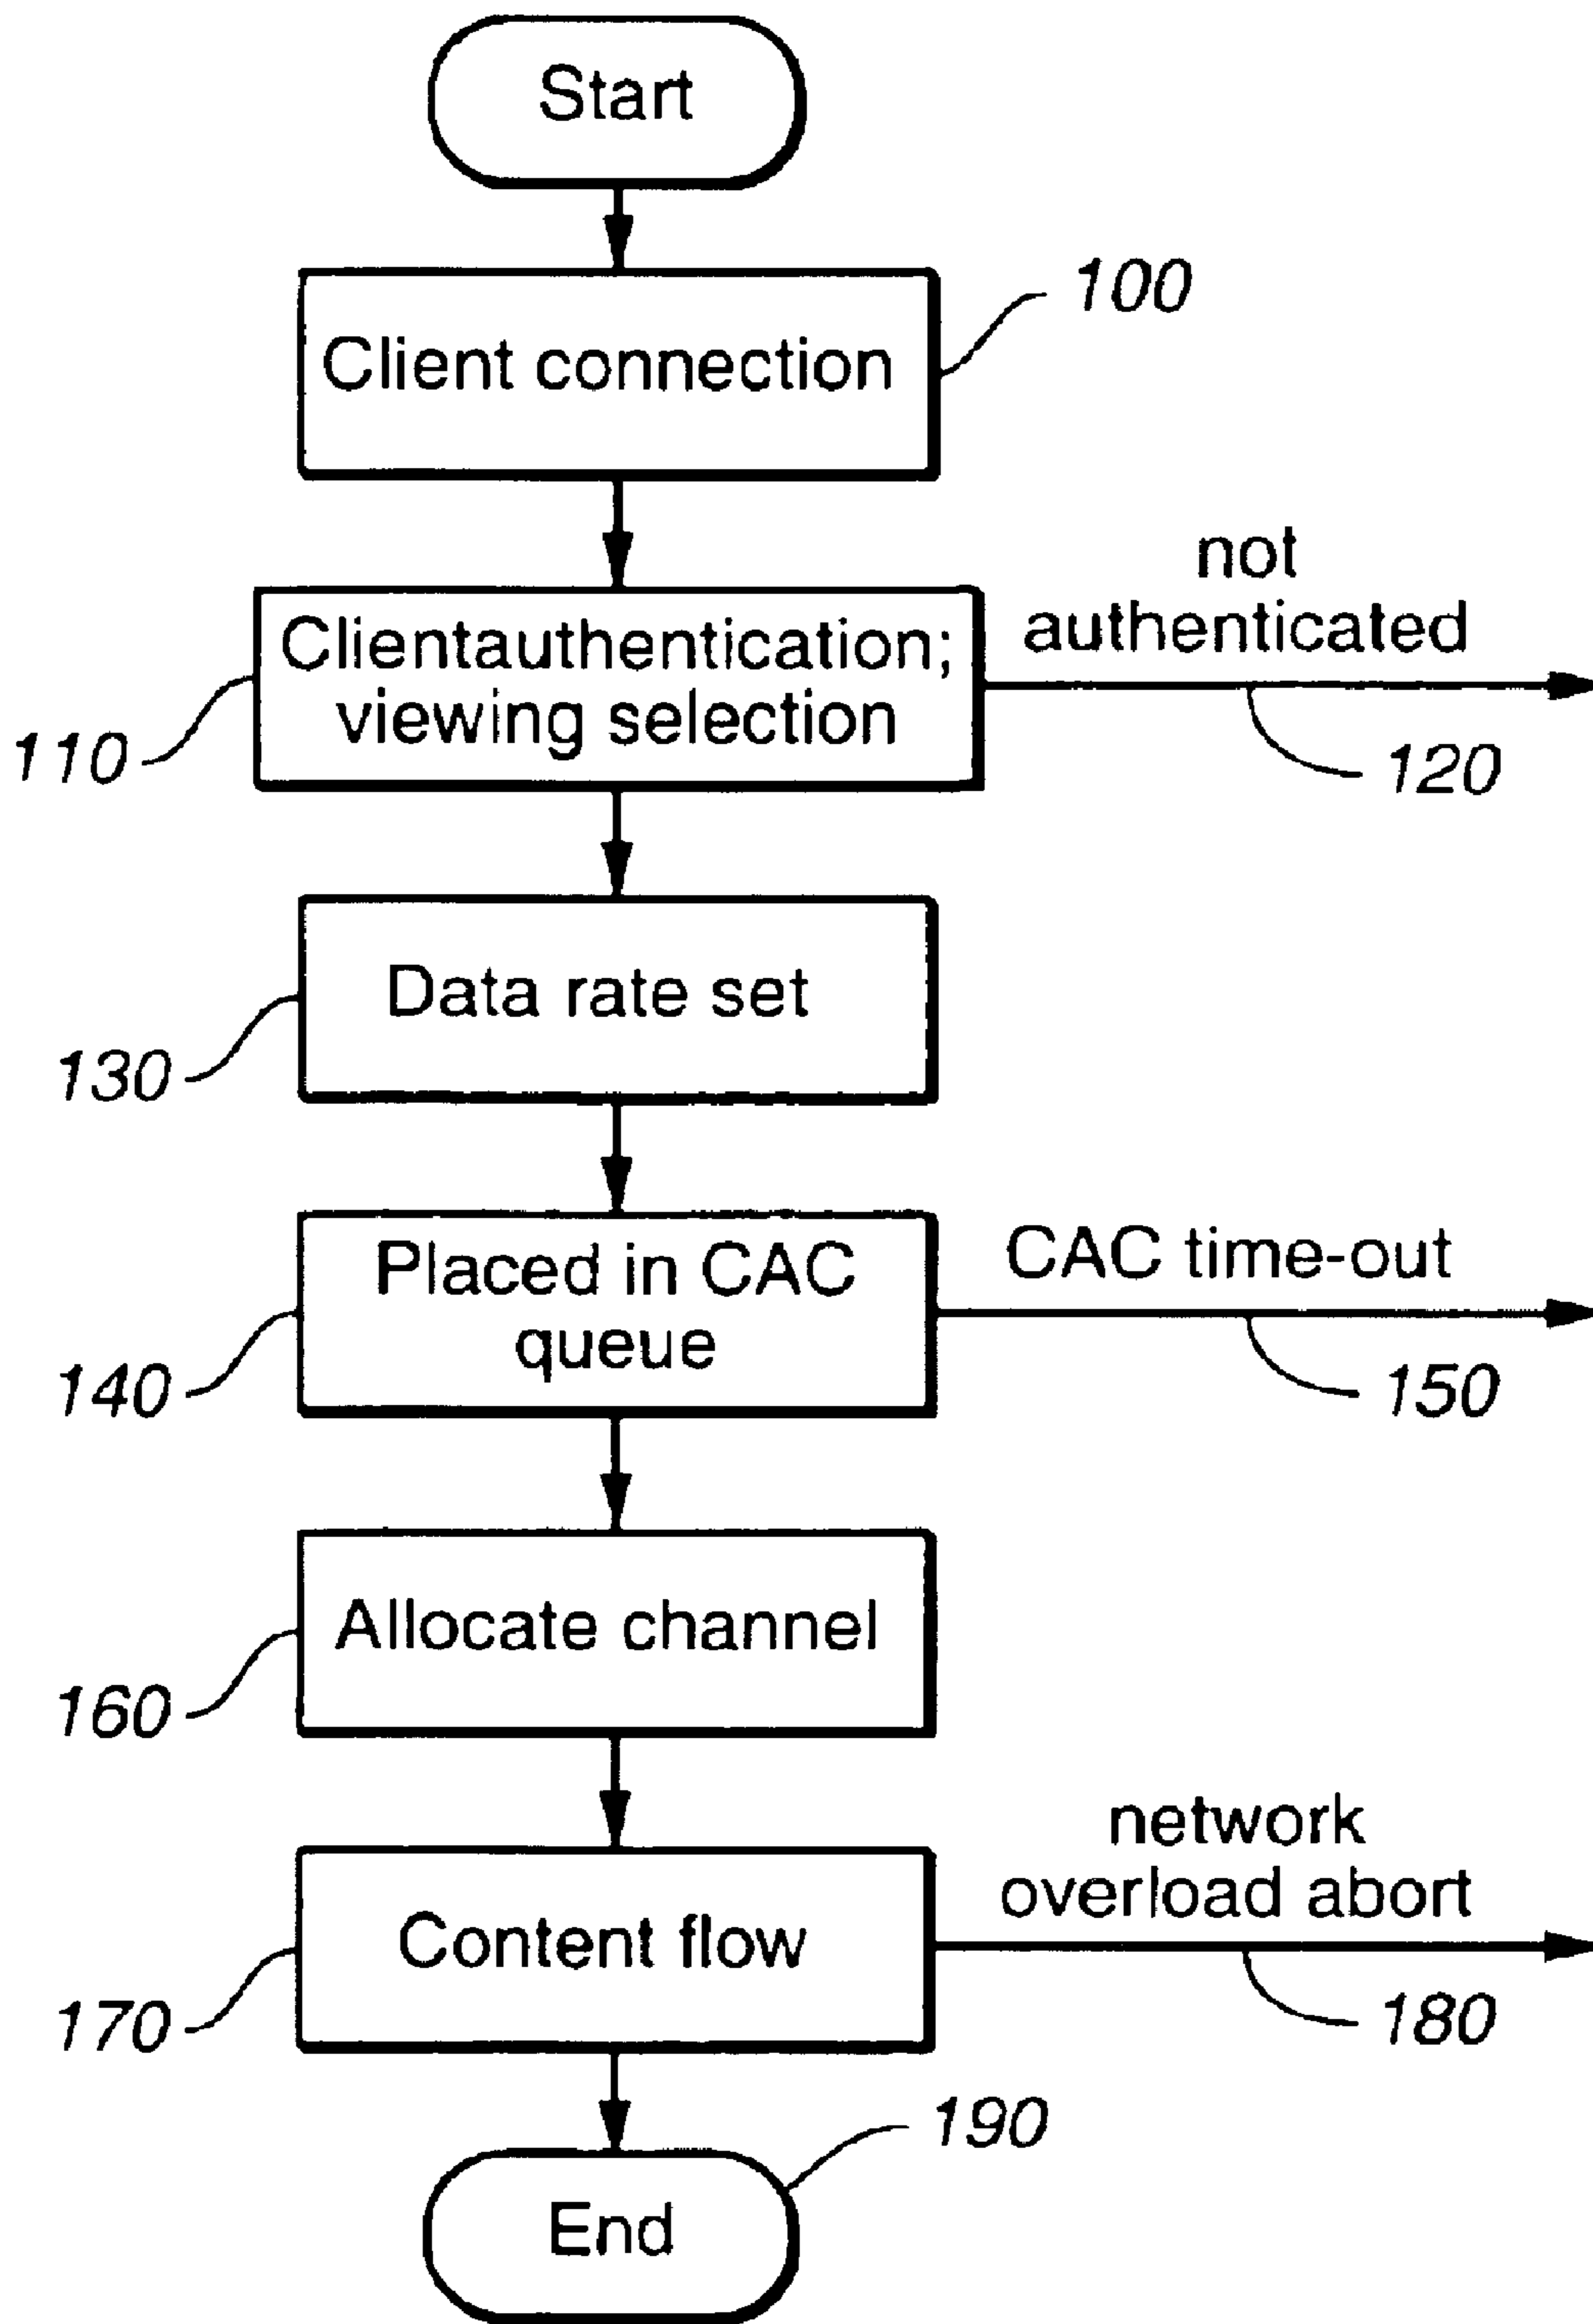 Start
Client connection
100
Clientauthentication;
viewing selection
110
not
authenticated
120
Data rate set
130
Placed in CAC
queue
140
CAC time-out
150
Allocate channel
160
Content flow
170
network
overload abort
180
End
190